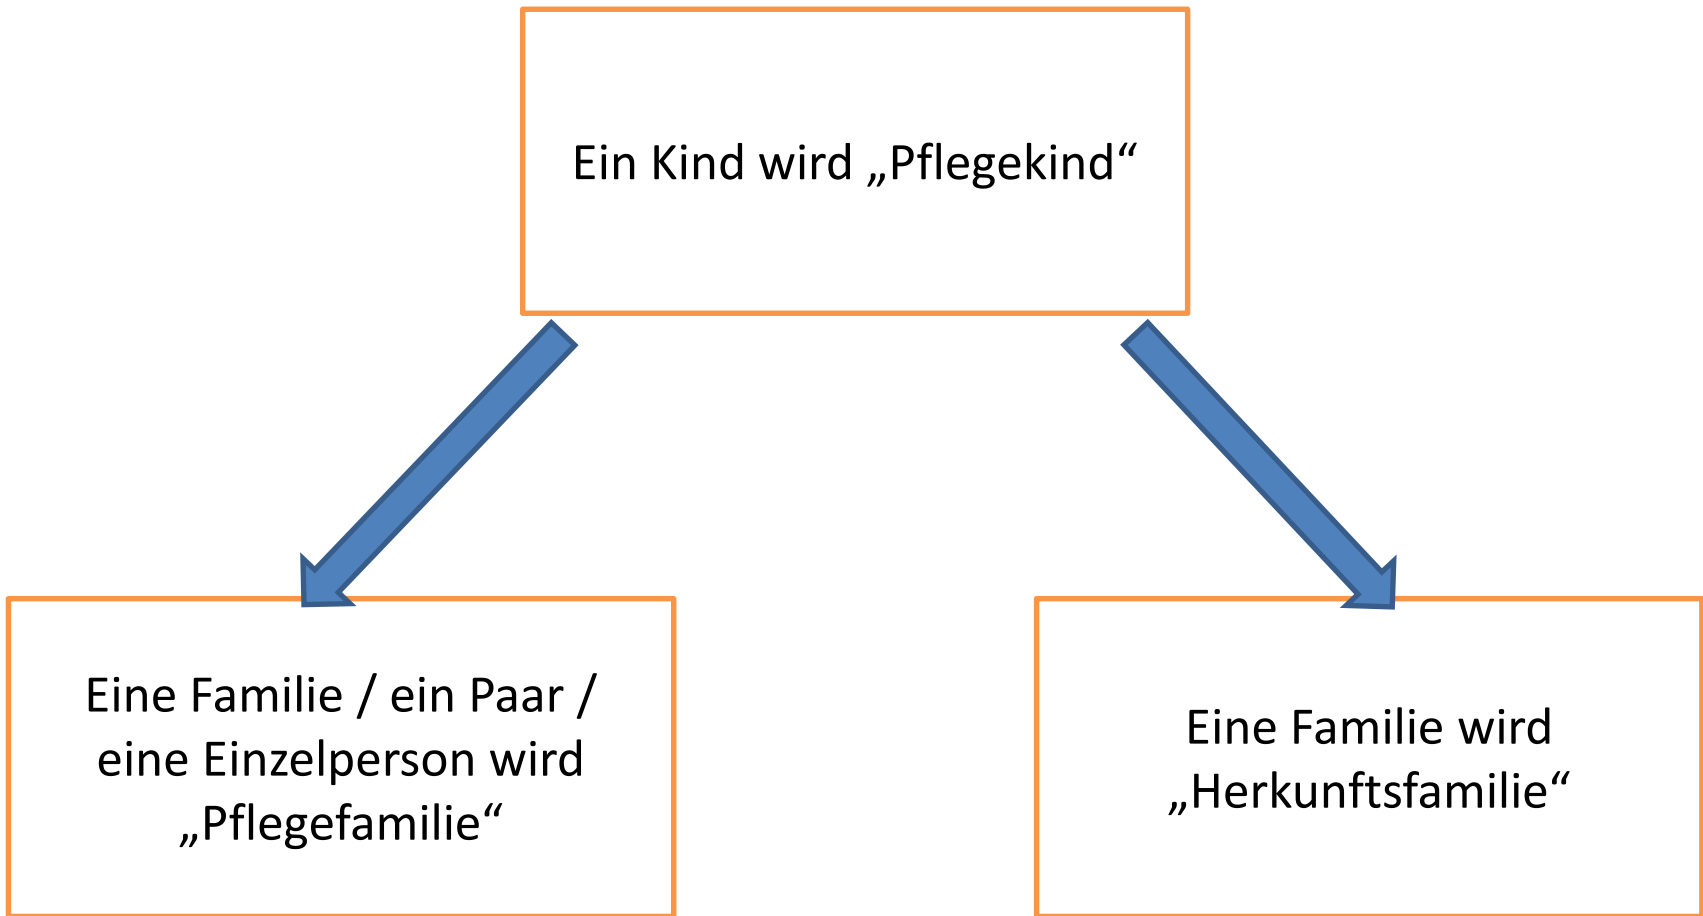 Ein Kind wird „Pflegekind“
Eine Familie / ein Paar /
eine Einzelperson wird
„Pflegefamilie“
Eine Familie wird
„Herkunftsfamilie“